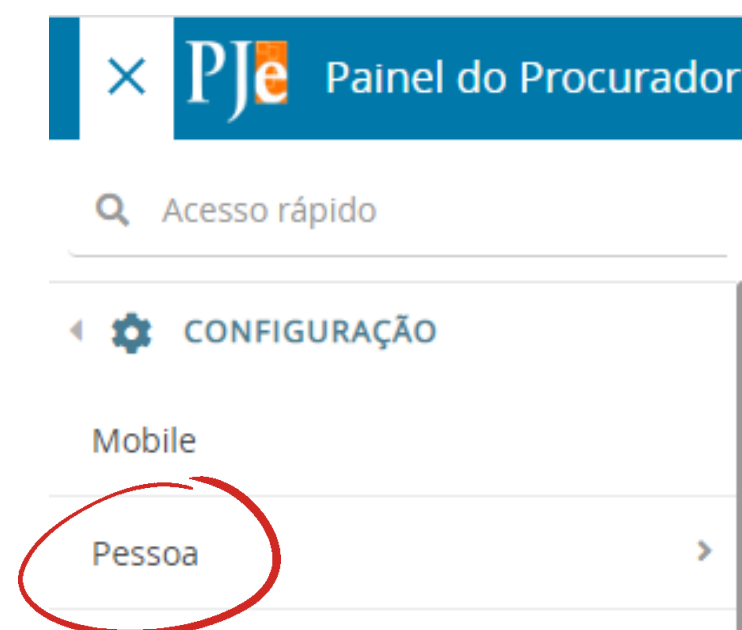 PJe Painel do Procurador
Acesso rápido
CONFIGURAÇÃO
Mobile
Pessoa